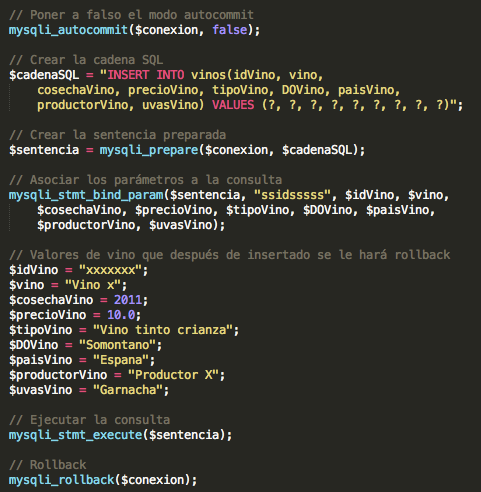 // Poner a falso el modo autocommit
mysqli_autocommit($conexion, false);
// Crear la cadena SQL
$cadenaSQL = "INSERT INTO vinos(idVino, vino,
cosechaVino, precioVino, tipoVino, DOVino, paisVino,
productorVino, uvasVino) VALUES (?, ?, ?, ?, ?, ?, ?, ?, ?)";
// Crear la sentencia preparada
$sentencia = mysqli_prepare($conexion, $cadenaSQL);
// Asociar los parámetros a la consulta
mysqli_stmt_bind_param($sentencia, "ssidsssss", $idVino, $vino,
$cosechaVino, $precioVino, $tipoVino, $DOVino, $paisVino,
$productorVino, $uvasVino);
// Valores de vino que después de insertado se le hará rollback
$idVino = "xxxxxxx";
$vino = "Vino x";
$cosechaVino = 2011;
$precioVino = 10.0;
$tipoVino = "Vino tinto crianza";
$DOVino = "Somontano";
$paisVino = "Espana";
$productorVino = "Productor X";
$uvasVino = "Garnacha";
// Ejecutar la consulta
mysqli_stmt_execute($sentencia);
// Rollback
mysqli_rollback($conexion);